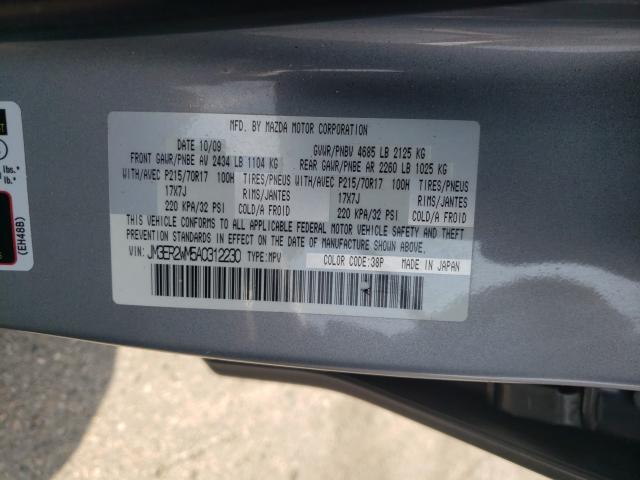 MFD. BY MAZDA MOTOR CORPORATION
DATE 10/09 GVWR/PNBV 4685 LB 2125 KG
FRONT GAWR/PNBE AV 2434 LB 1104 KG REAR GAWR/PNBE AR 2260 LB 1025 KG
WITH/AVEC P215/70R17 100H TIRES/PNEUS WITH/AVEC P215/70R17 100H TIRES/PNEUS
17X7J RIMS/JANTES 17X7J RIMS/JANTES
220 KPA/32 PSI COLD/A FROID 220 KPA/32 PSI COLD/A FROID
THIS VEHICLE CONFORMS TO ALL APPLICABLE FEDERAL MOTOR VEHICLE SAFETY AND THEFT
PREVENTION STANDARDS IN EFFECT ON THE DATE OF MANUFACTURE SHOWN ABOVE.
VIN: JM3ER2WM5A0312230 TYPE:MPV COLOR CODE:38P MADE IN JAPAN
lbs.*
lb.*
(EH48B)